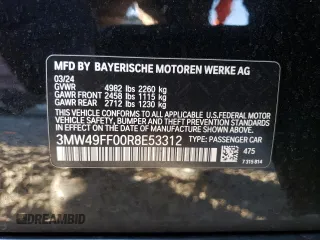 MFD BY BAYERISCHE MOTOREN WERKE AG
03/24
GVWR 4982 lbs 2260 kg
GAWR FRONT 2458 lbs 1115 kg
GAWR REAR 2712 lbs 1230 kg
THIS VEHICLE CONFORMS TO ALL APPLICABLE
FEDERAL MOTOR VEHICLE SAFETY, BUMPER,
AND THEFT PREVENTION STANDARDS IN EFFECT
ON THE DATE OF MANUFACTURE SHOWN ABOVE.
3MW49FF00R8E53312 TYPE: PASSENGER CAR
475
7 315 814
DREAMBID